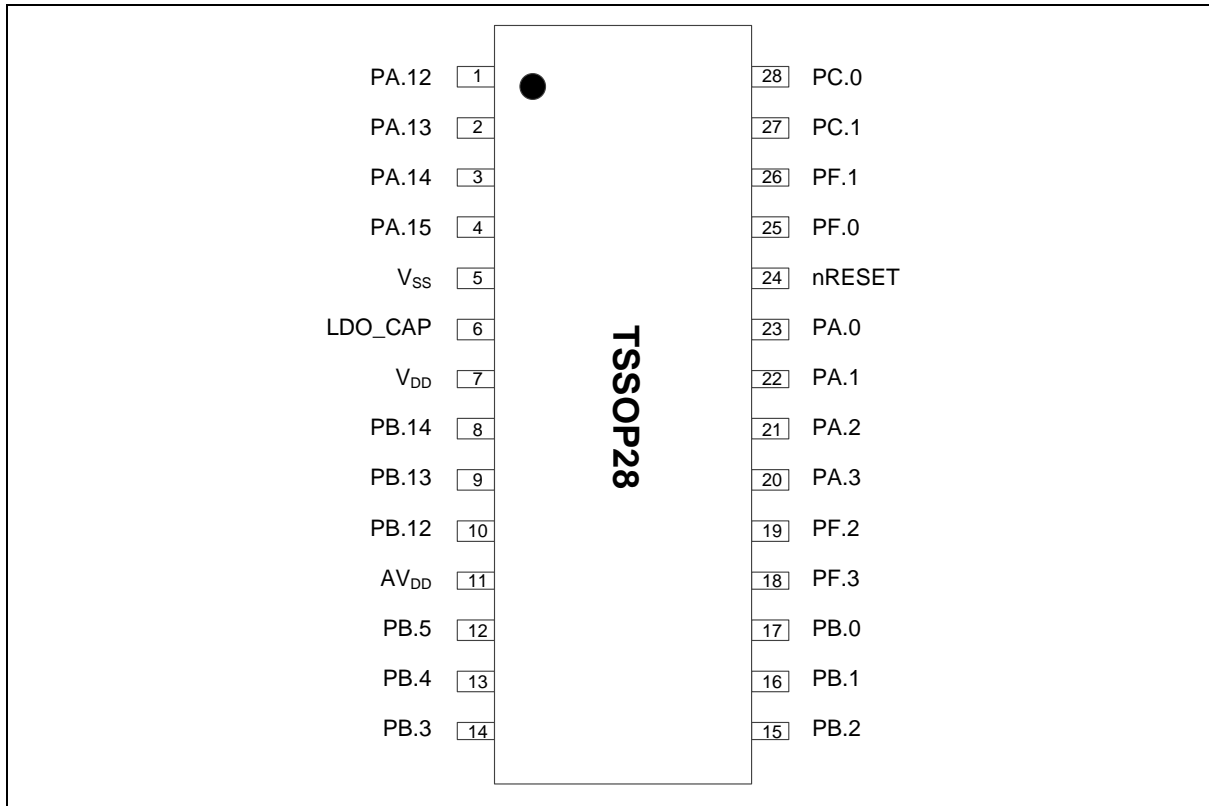 PA.12 1 28 PC.0
PA.13 2 27 PC.1
PA.14 3 26 PF.1
PA.15 4 25 PF.0
VSS 5 24 nRESET
LDO_CAP 6 23 PA.0
VDD 7 22 PA.1
PB.14 8 21 PA.2
PB.13 9 20 PA.3
PB.12 10 19 PF.2
AVDD 11 18 PF.3
PB.5 12 17 PB.0
PB.4 13 16 PB.1
PB.3 14 15 PB.2
TSSOP28